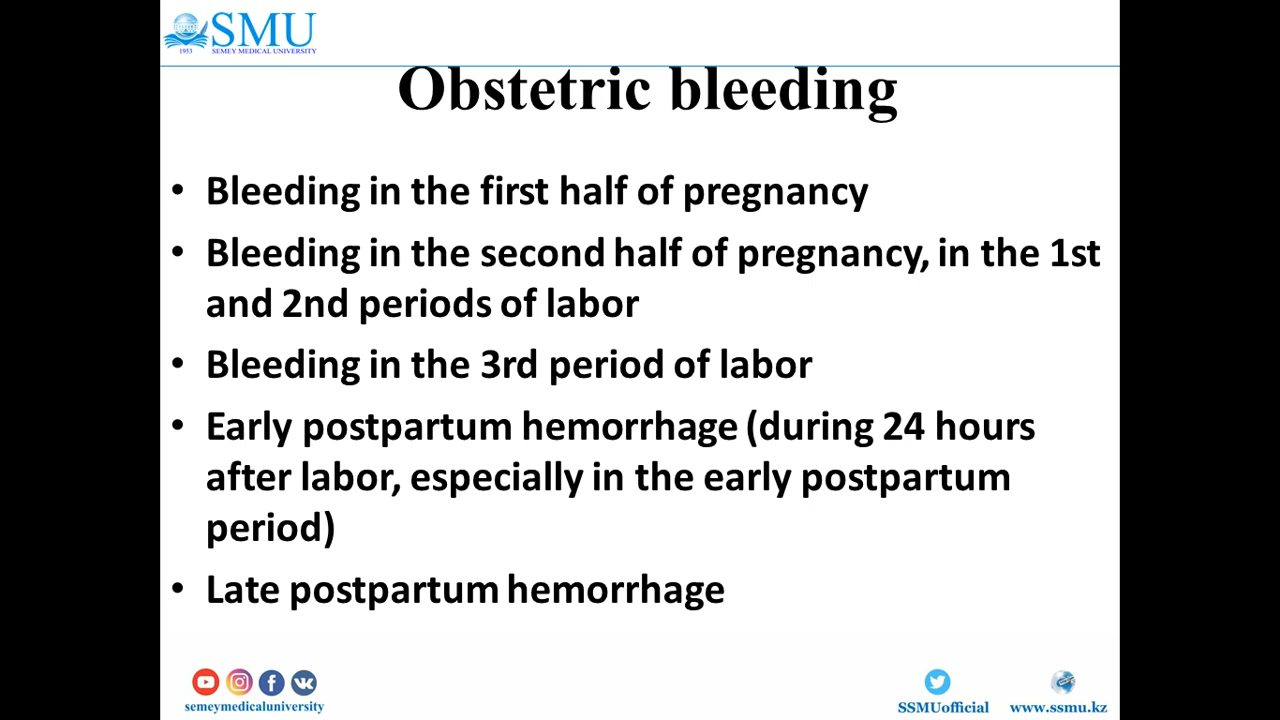 SMU
1953 SEMEY MEDICAL UNIVERSITY
Obstetric bleeding
• Bleeding in the first half of pregnancy
• Bleeding in the second half of pregnancy, in the 1st
and 2nd periods of labor
• Bleeding in the 3rd period of labor
• Early postpartum hemorrhage (during 24 hours
after labor, especially in the early postpartum
period)
• Late postpartum hemorrhage
semeymedicaluniversity
SSMUofficial
www.ssmu.kz